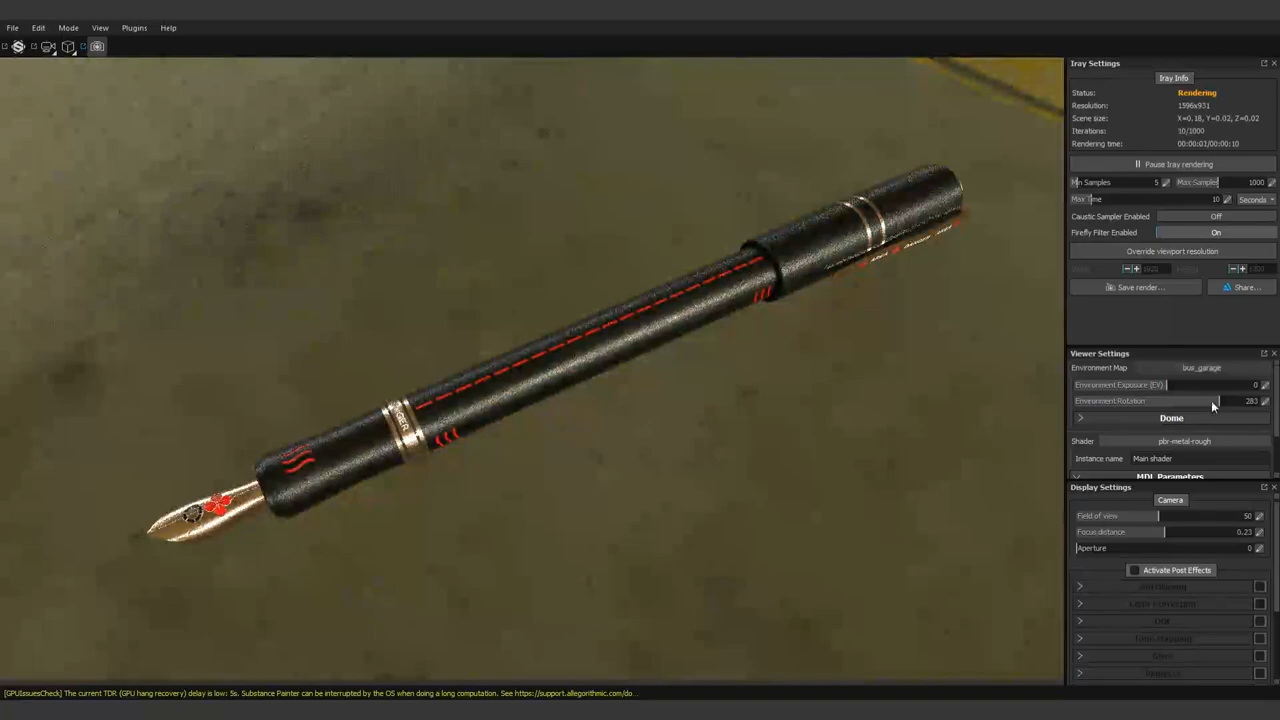 File Edit Mode View Plugins Help
Iray Settings
Iray Info
Status: Rendering
Resolution: 1596x931
Scene size: X=0.18, Y=0.02, Z=0.02
Iterations: 10/1000
Rendering time: 00:00:01/00:00:10
Pause Iray rendering
Min Samples 5 Max Samples 1000
Max Time 10 Seconds
Caustic Sampler Enabled Off
Firefly Filter Enabled On
Override viewport resolution
Save render... Share...
Viewer Settings
Environment Map bus_garage
Environment Exposure (EV) 0
Environment Rotation 283
Dome
Shader pbr-metal-rough
Instance name Main shader
MDL Parameters
Display Settings
Camera
Field of view 50
Focus distance 0.23
Aperture 0
Activate Post Effects
Color Correction
DOF
Tone Mapping
Glare
[GPUIssuesCheck] The current TDR (GPU hang recovery) delay is low: 5s. Substance Painter can be interrupted by the OS when doing a long computation. See https://support.allegorithmic.com/do...